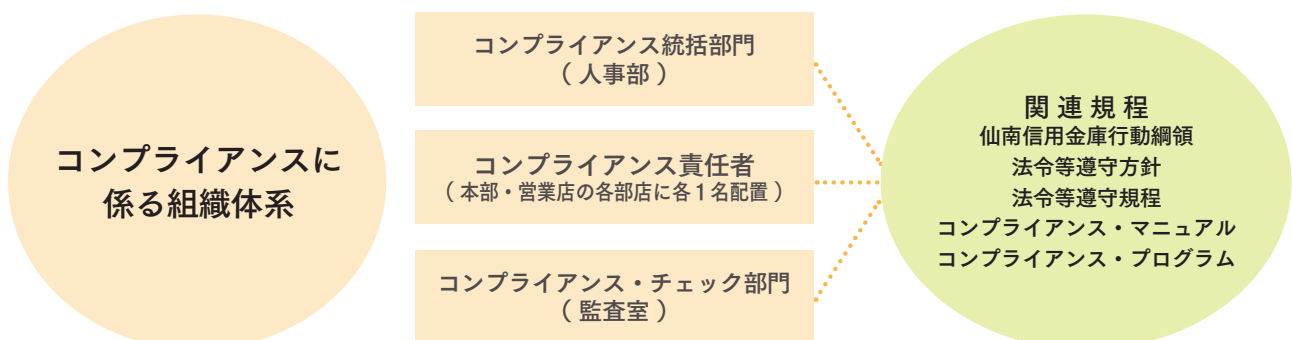 コンプライアンスに
係る組織体系
コンプライアンス統括部門
（ 人事部 ）
コンプライアンス責任者
（ 本部・営業店の各部店に各１名配置 ）
コンプライアンス・チェック部門
（ 監査室 ）
関 連 規 程
仙南信用金庫行動綱領
法令等遵守方針
法令等遵守規程
コンプライアンス・マニュアル
コンプライアンス・プログラム